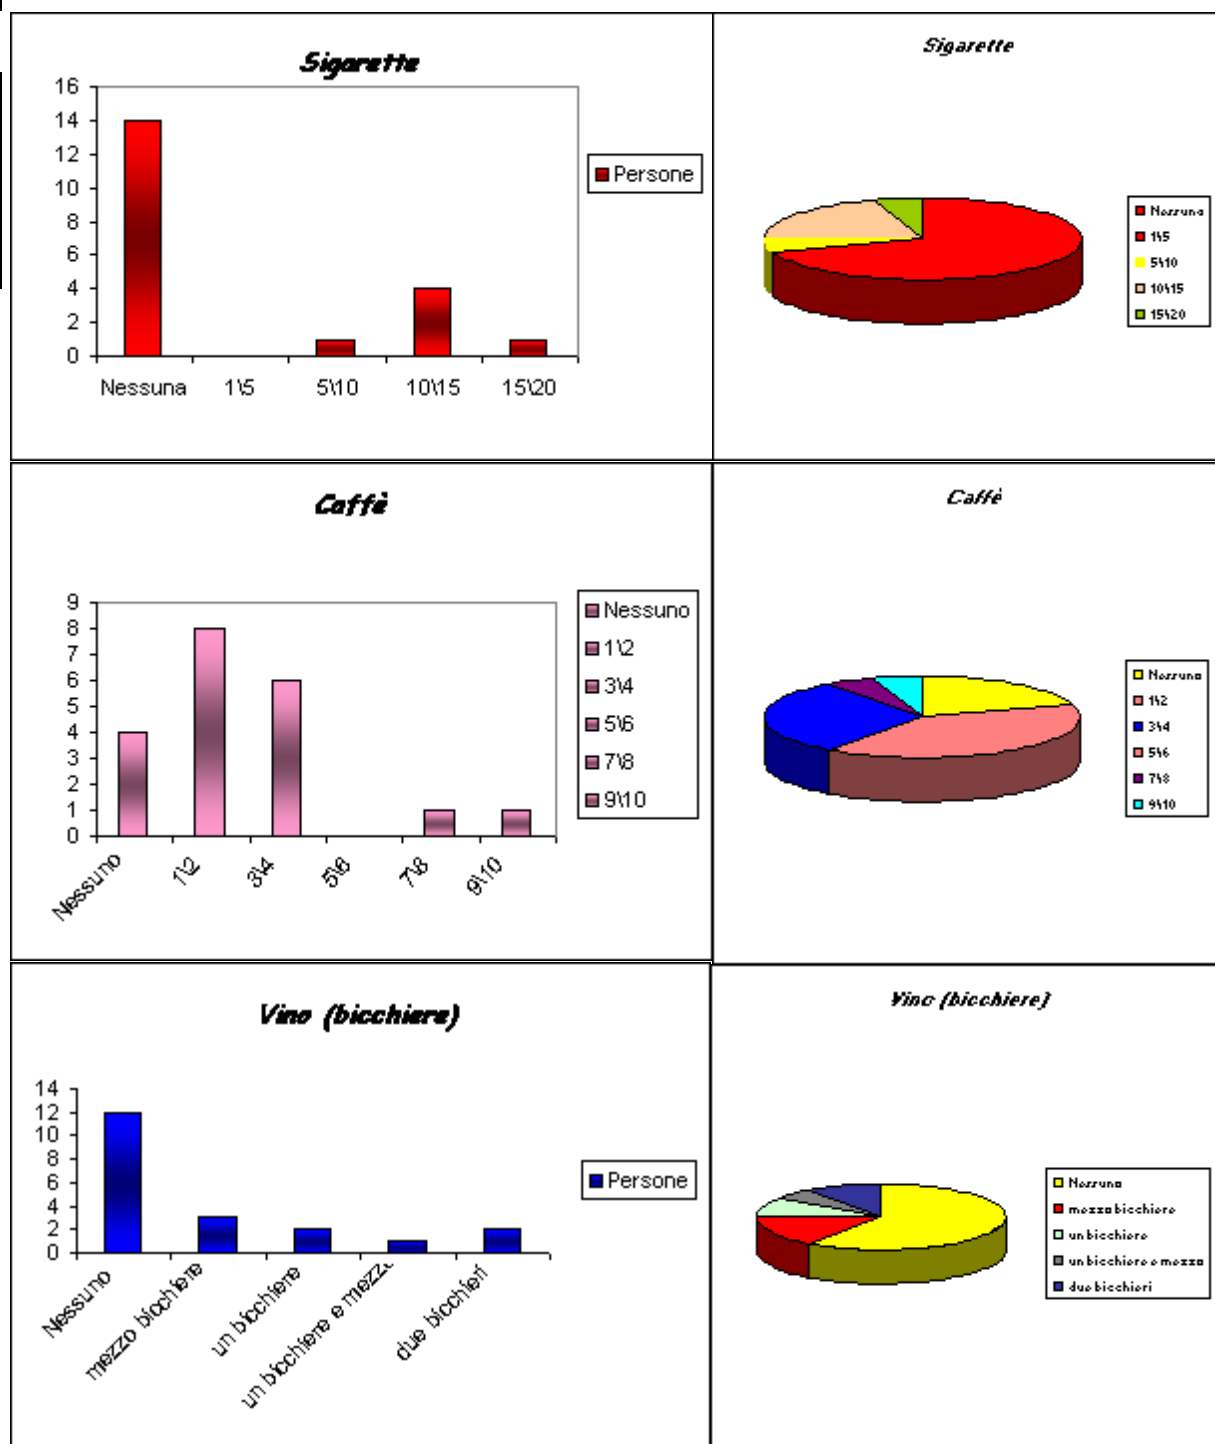 Sigarette
16
14
12
10
8
6
4
2
0
Nessuna 1\5 5\10 10\15 15\20
Persone
Sigarette
Nessuna
1\5
5\10
10\15
15\20
Caffè
9
8
7
6
5
4
3
2
1
0
Nessuno 1\2 3\4 5\6 7\8 9\10
Nessuno
1\2
3\4
5\6
7\8
9\10
Caffè
Nessuno
1\2
3\4
5\6
7\8
9\10
Vino (bicchiere)
14
12
10
8
6
4
2
0
Nessuno mezzo bicchiere un bicchiere un bicchiere e mezzo due bicchieri
Persone
Vino (bicchiere)
Nessuno
mezzo bicchiere
un bicchiere
un bicchiere e mezzo
due bicchieri